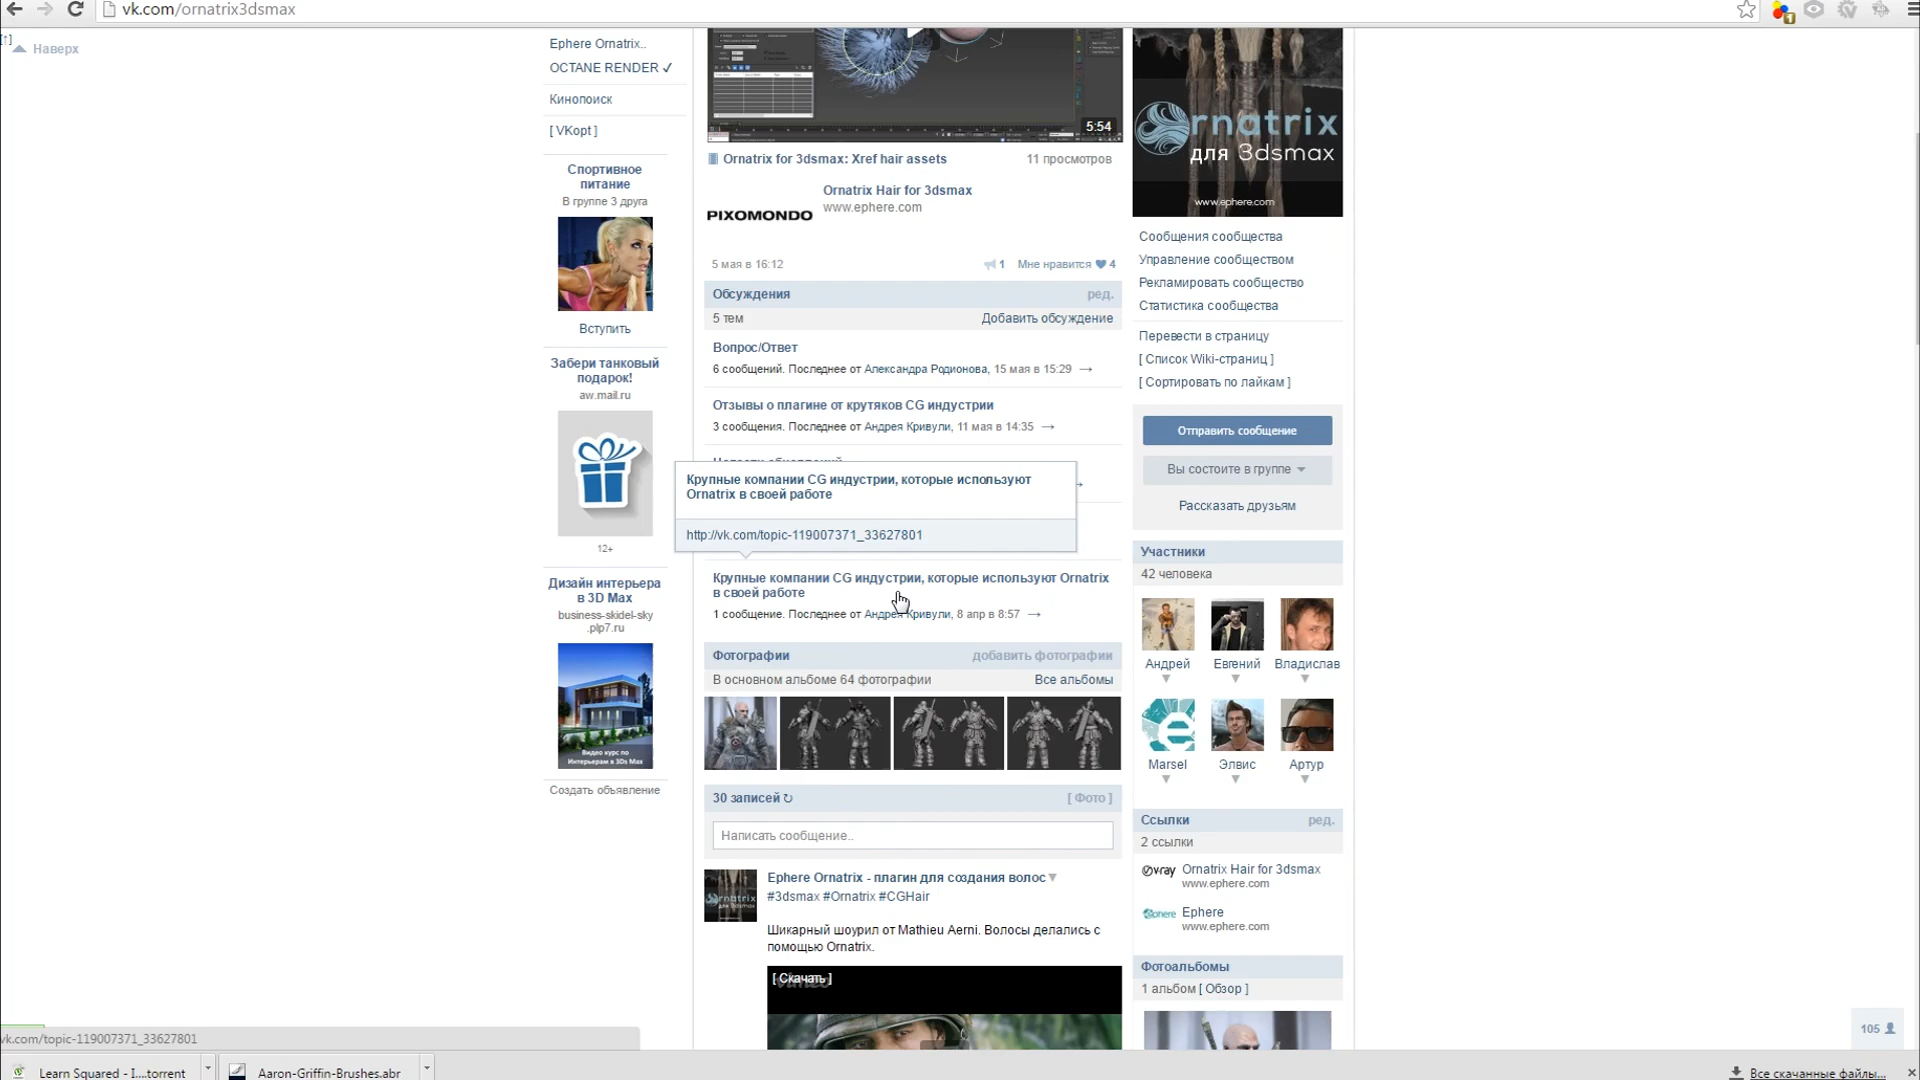 vk.com/ornatrix3dsmax
[↑]
Наверх
Ephere Ornatrix..
OCTANE RENDER ✓
Кинопоиск
[ VKopt ]
Спортивное
питание
В группе 3 друга
Вступить
Забери танковый
подарок!
aw.mail.ru
12+
Дизайн интерьера
в 3D Max
business-skidel-sky
.plp7.ru
Видео курс по
Интерьерам в 3Ds Max
Создать объявление
5:54
Ornatrix for 3dsmax: Xref hair assets
11 просмотров
PIXOMONDO
Ornatrix Hair for 3dsmax
www.ephere.com
5 мая в 16:12
1
Мне нравится ❤ 4
Обсуждения
ред.
5 тем
Добавить обсуждение
Вопрос/Ответ
6 сообщений. Последнее от Александра Родионова, 15 мая в 15:29 →
Отзывы о плагине от крутяков CG индустрии
3 сообщения. Последнее от Андрея Кривули, 11 мая в 14:35 →
Крупные компании CG индустрии, которые используют
Ornatrix в своей работе
http://vk.com/topic-119007371_33627801
Крупные компании CG индустрии, которые используют Ornatrix
в своей работе
1 сообщение. Последнее от Андрея Кривули, 8 апр в 8:57 →
Фотографии
добавить фотографии
В основном альбоме 64 фотографии
Все альбомы
30 записей ↻
[ Фото ]
Написать сообщение..
Ephere Ornatrix - плагин для создания волос
#3dsmax #Ornatrix #CGHair
Шикарный шоурил от Mathieu Aerni. Волосы делались с
помощью Ornatrix.
[ Скачать ]
Ornatrix
для 3dsmax
www.ephere.com
Сообщения сообщества
Управление сообществом
Рекламировать сообщество
Статистика сообщества
Перевести в страницу
[ Список Wiki-страниц ]
[ Сортировать по лайкам ]
Отправить сообщение
Вы состоите в группе
Рассказать друзьям
Участники
42 человека
Андрей
Евгений
Владислав
Marsel
Элвис
Артур
Ссылки
ред.
2 ссылки
vray
Ornatrix Hair for 3dsmax
www.ephere.com
ephere
Ephere
www.ephere.com
Фотоальбомы
1 альбом [ Обзор ]
105
vk.com/topic-119007371_33627801
Learn Squared - I....torrent
Aaron-Griffin-Brushes.abr
Все скачанные файлы...